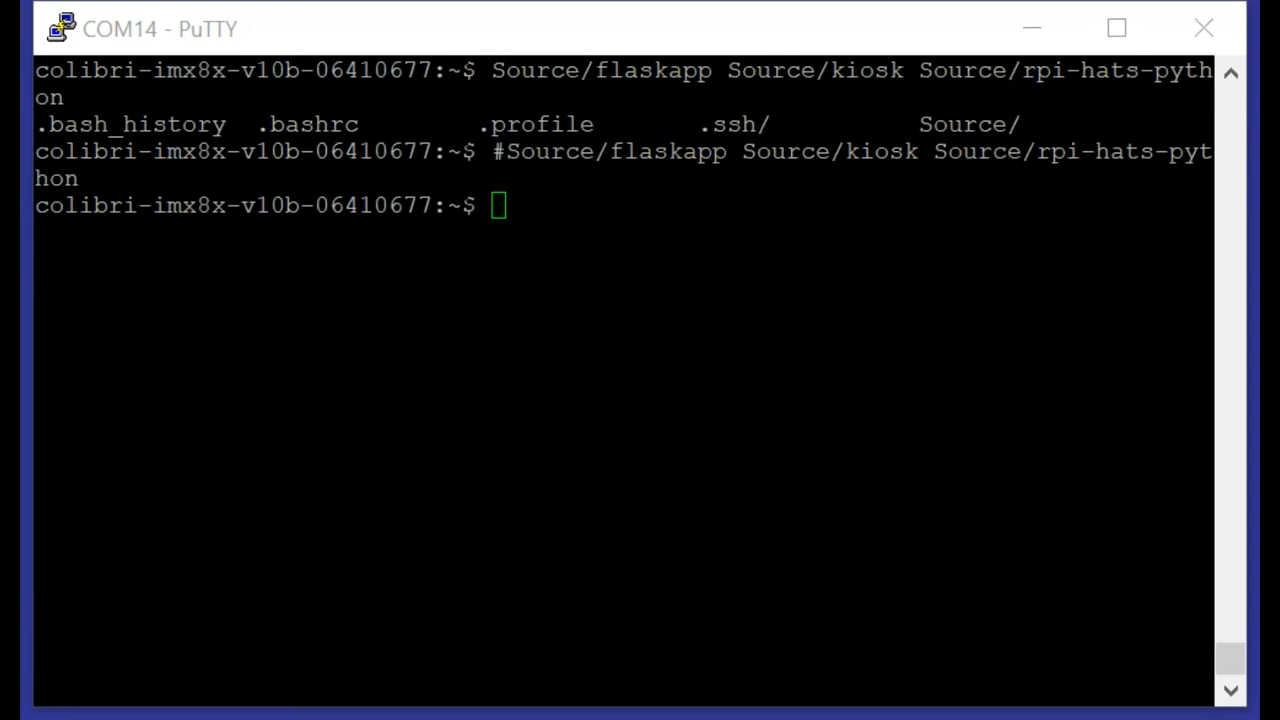 COM14 - PuTTY
colibri-imx8x-v10b-06410677:~$ Source/flaskapp Source/kiosk Source/rpi-hats-pyth
on
.bash_history .bashrc .profile .ssh/ Source/
colibri-imx8x-v10b-06410677:~$ #Source/flaskapp Source/kiosk Source/rpi-hats-pyt
hon
colibri-imx8x-v10b-06410677:~$